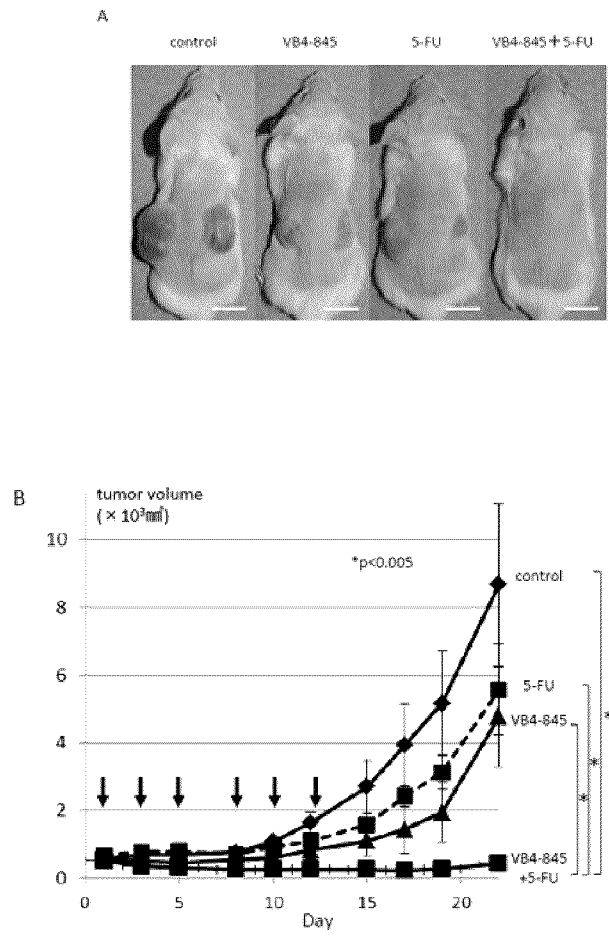 A
control VB4-845 5-FU VB4-845+5-FU
B
tumor volume
(×10³㎣)
10
*p<0.005
control
8
6
5-FU
VB4-845
4
2
VB4-845
+5-FU
0
0 5 10 15 20
Day
* * *